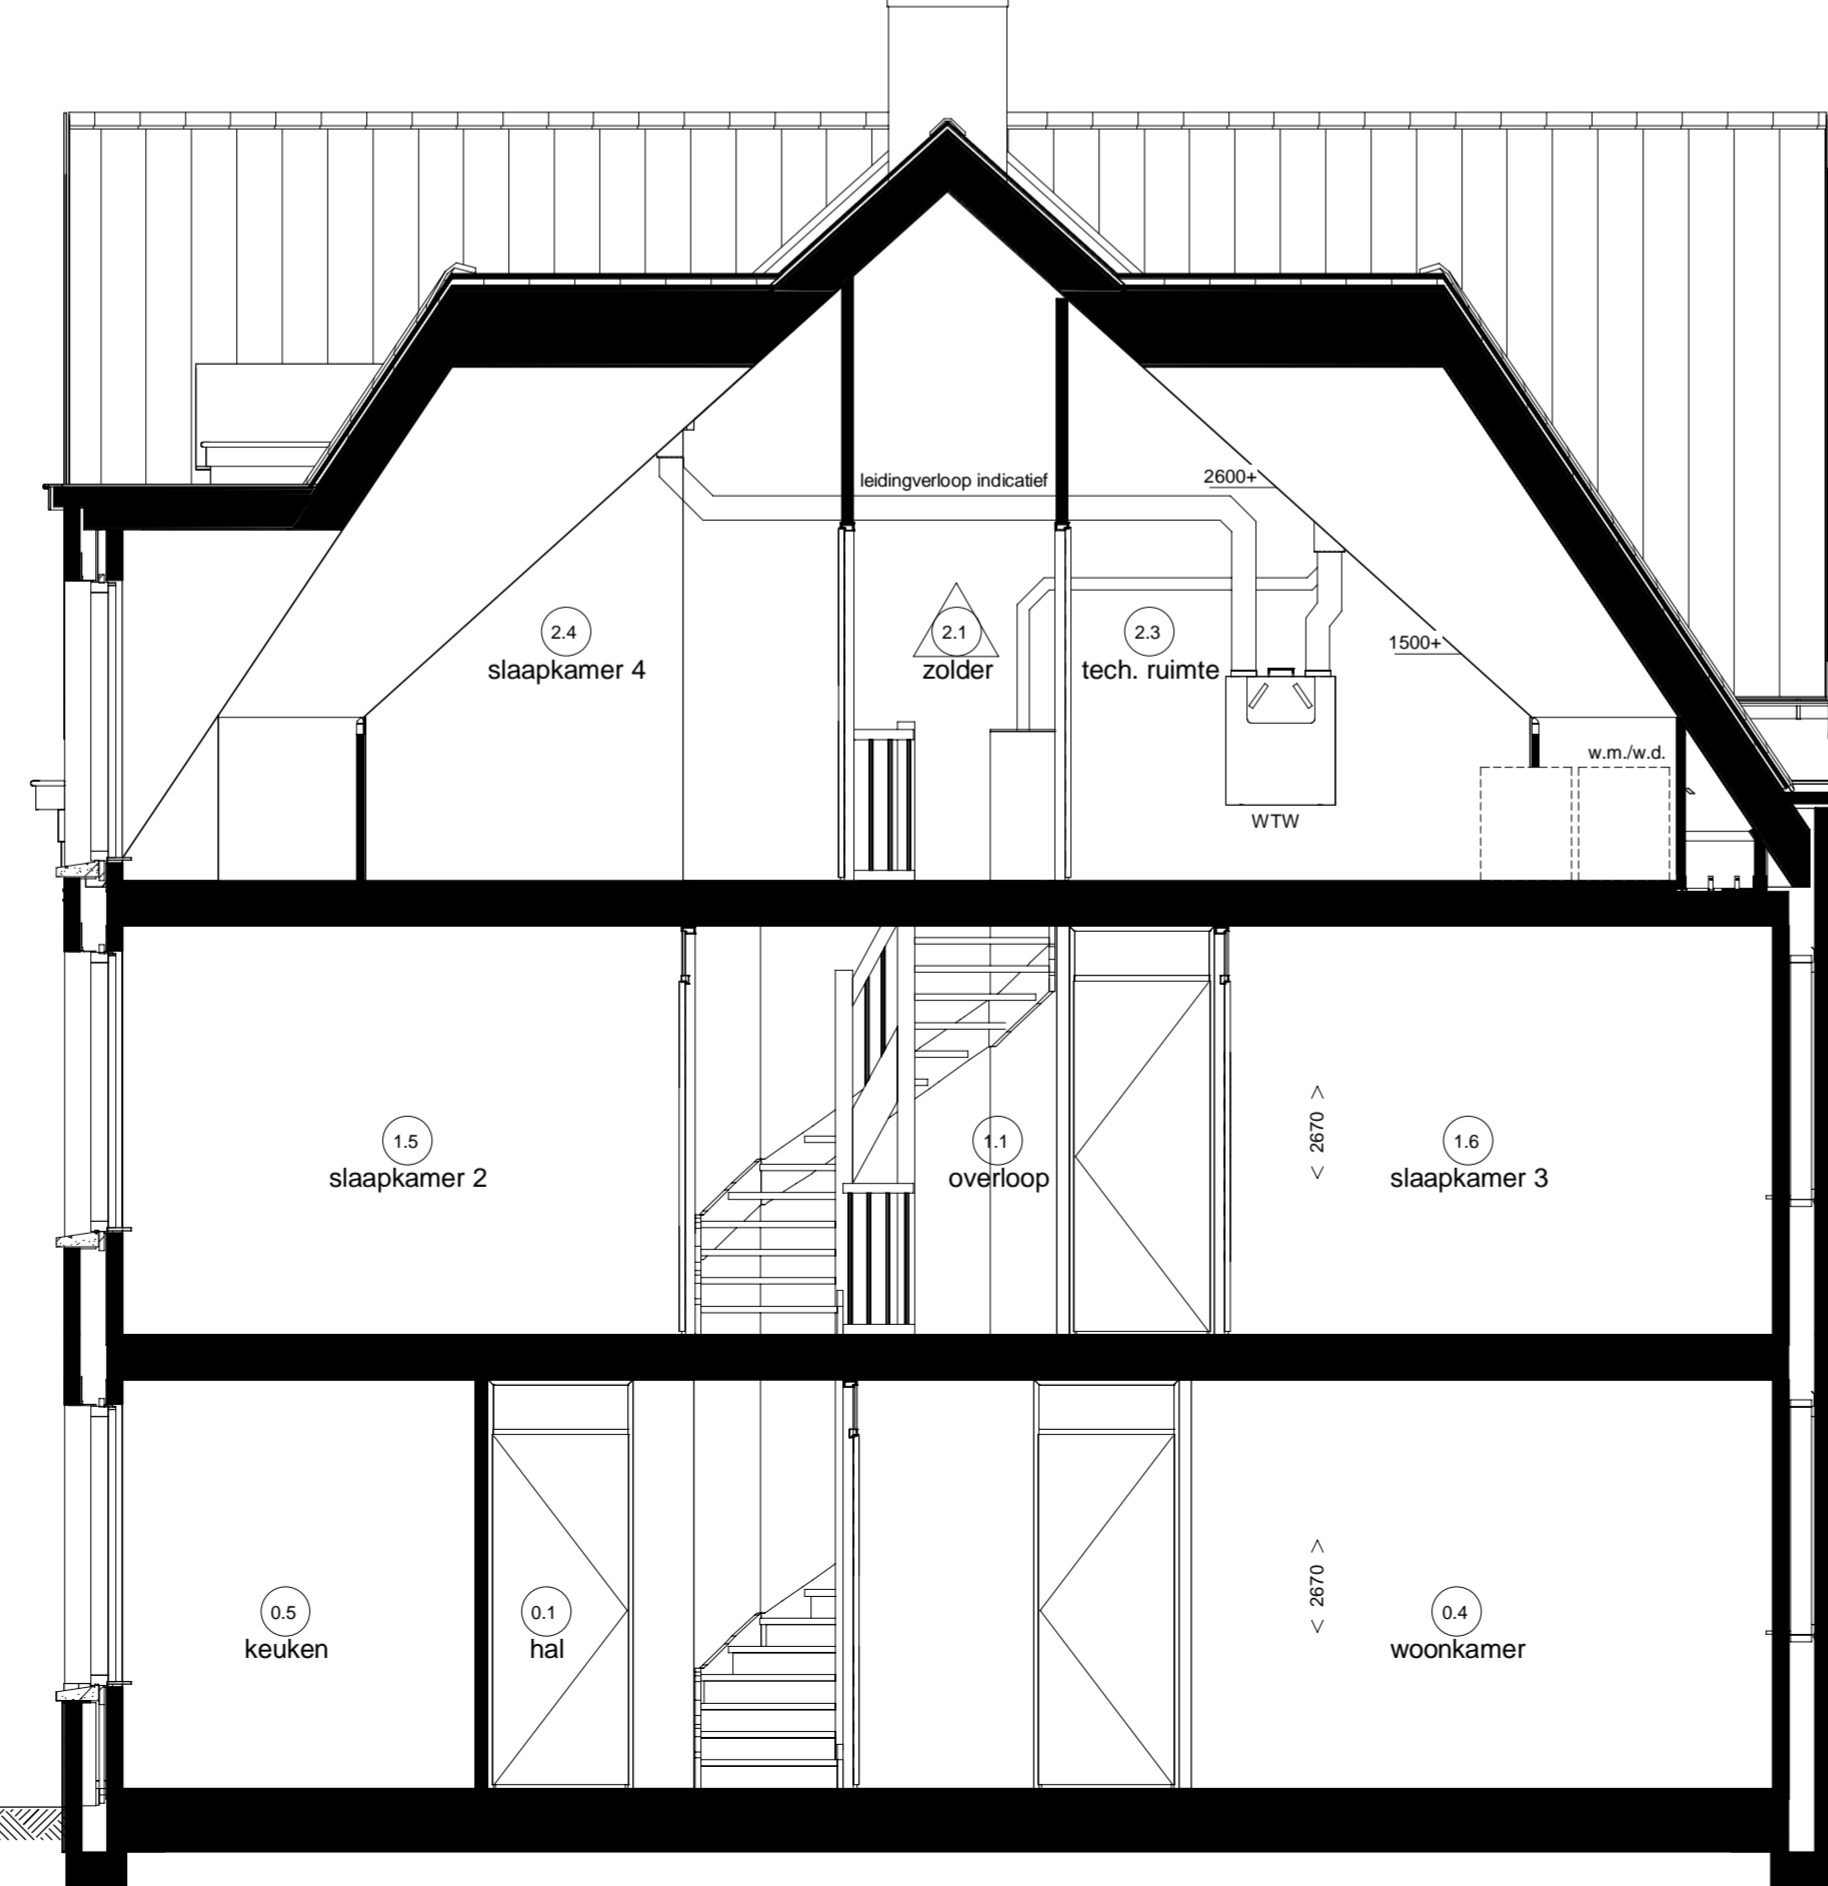 leidingverloop indicatief
2600+
2.4
slaapkamer 4
2.1
zolder
2.3
tech. ruimte
1500+
w.m./w.d.
WTW
1.5
slaapkamer 2
1.1
overloop
< 2670 >
1.6
slaapkamer 3
0.5
keuken
0.1
hal
< 2670 >
0.4
woonkamer